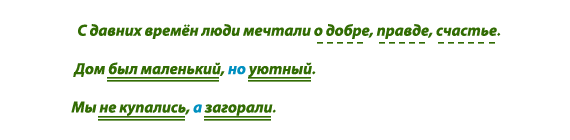 С давних времён люди мечтали о добре, правде, счастье.
Дом был маленький, но уютный.
Мы не купались, а загорали.